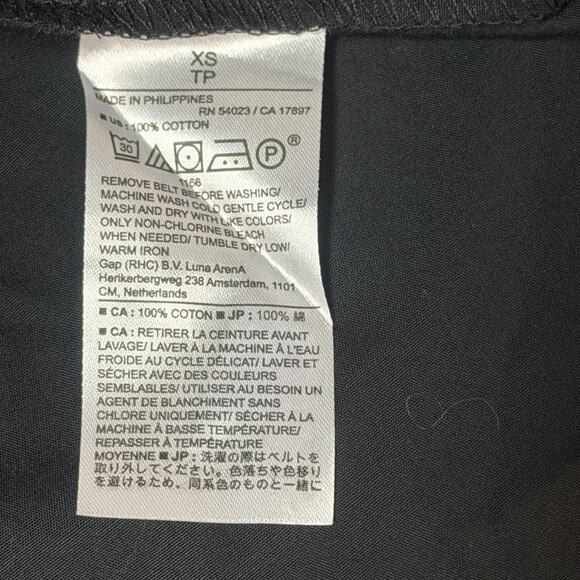 XS
TP
MADE IN PHILIPPINES
RN 54023 / CA 17897
■ US : 100% COTTON
30 P ®
1156
REMOVE BELT BEFORE WASHING/
MACHINE WASH COLD GENTLE CYCLE/
WASH AND DRY WITH LIKE COLORS/
ONLY NON-CHLORINE BLEACH
WHEN NEEDED/ TUMBLE DRY LOW/
WARM IRON
Gap (RHC) B.V. Luna ArenA
Herikerbergweg 238 Amsterdam, 1101
CM, Netherlands
■ CA : 100% COTON ■ JP : 100% 綿
■ CA : RETIRER LA CEINTURE AVANT
LAVAGE/ LAVER À LA MACHINE À L'EAU
FROIDE AU CYCLE DÉLICAT/ LAVER ET
SÉCHER AVEC DES COULEURS
SEMBLABLES/ UTILISER AU BESOIN UN
AGENT DE BLANCHIMENT SANS
CHLORE UNIQUEMENT/ SÉCHER À LA
MACHINE À BASSE TEMPÉRATURE/
REPASSER À TEMPÉRATURE
MOYENNE ■ JP : 洗濯の際はベルトを
取り外してください。色落ちや色移り
を避けるため、同系色のものと一緒に